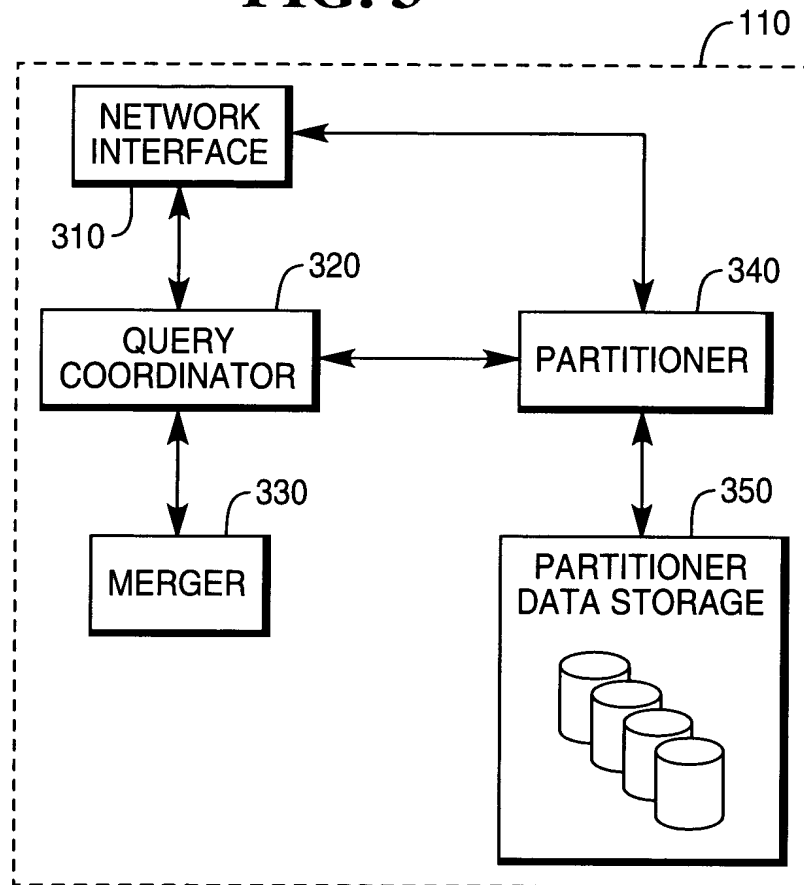 110
NETWORK
INTERFACE
310
320
340
QUERY
COORDINATOR
PARTITIONER
330
350
MERGER
PARTITIONER
DATA STORAGE